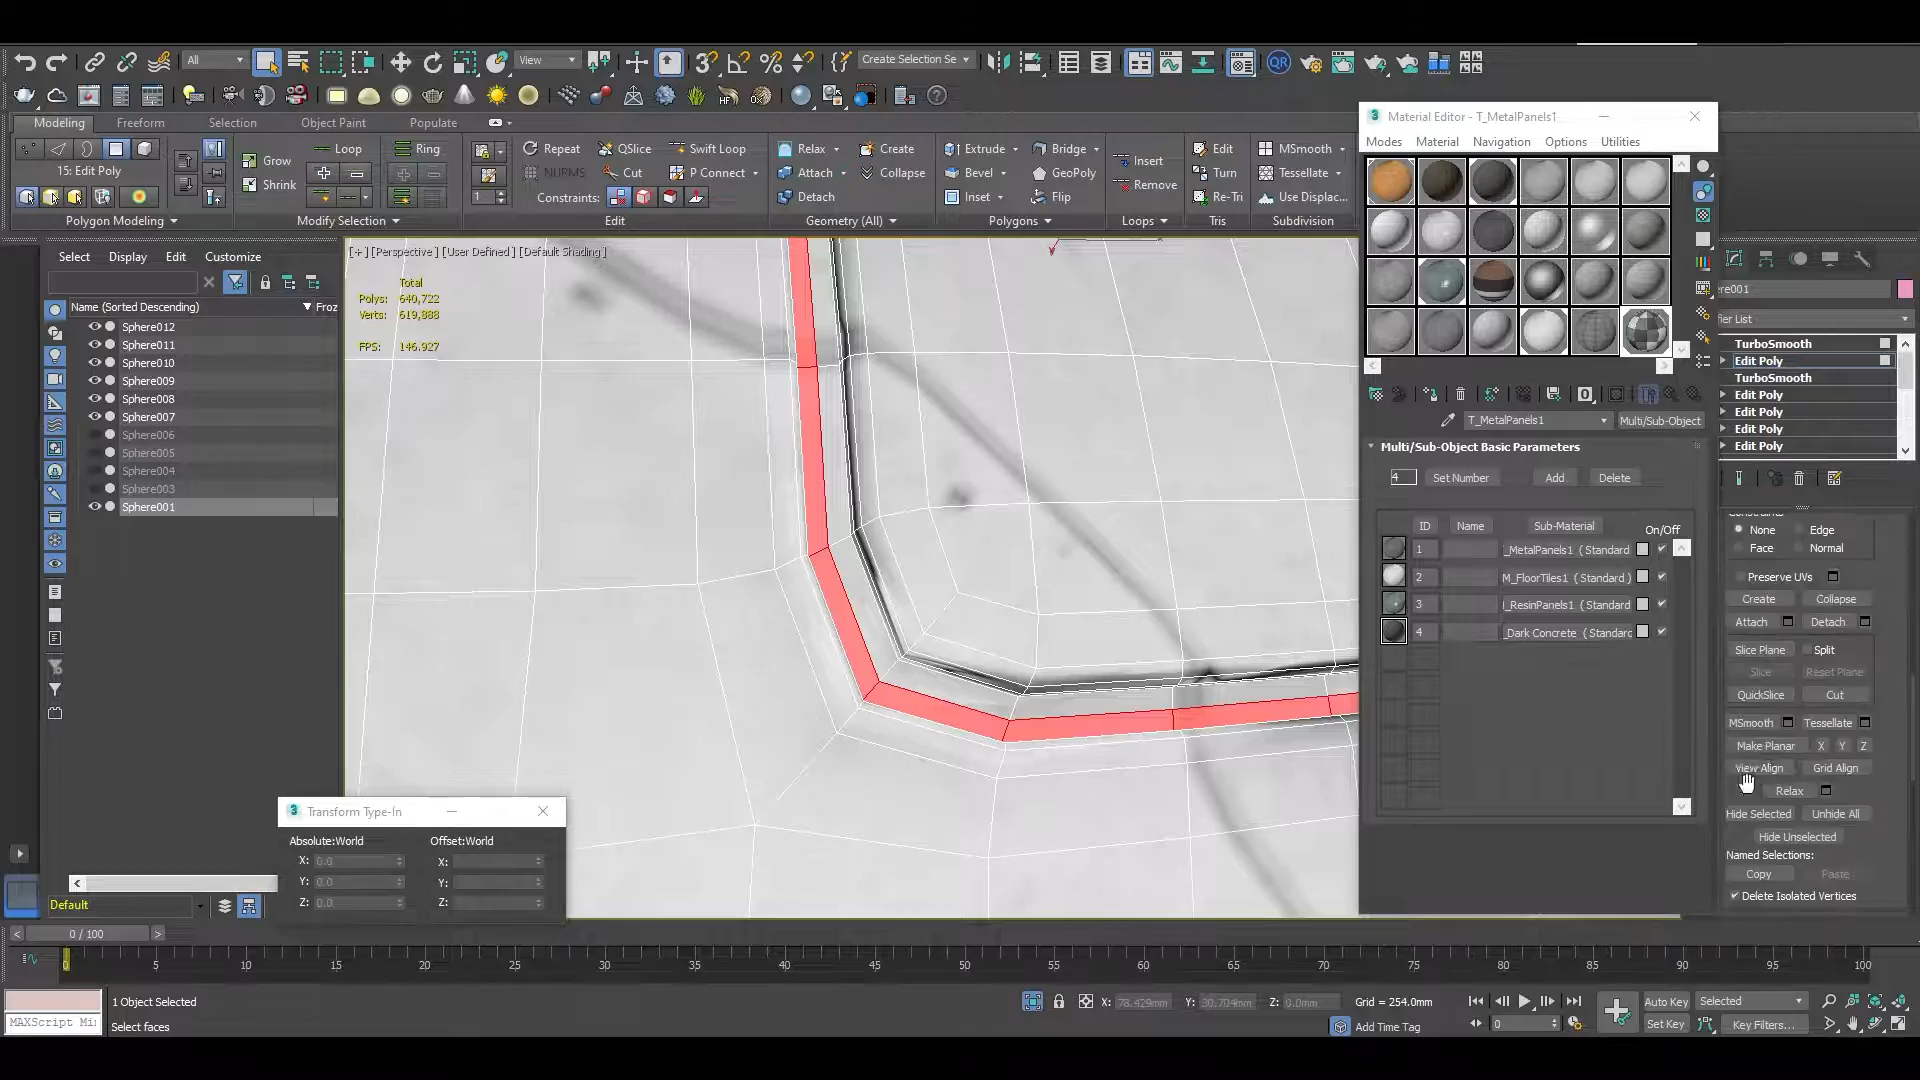 All
View
Create Selection Se
Modeling
Freeform
Selection
Object Paint
Populate
15: Edit Poly
Polygon Modeling
Grow
Shrink
Loop
Ring
Modify Selection
Repeat
QSlice
Swift Loop
NURMS
Cut
P Connect
Constraints:
Edit
Relax
Create
Attach
Collapse
Detach
Geometry (All)
Extrude
Bridge
Bevel
GeoPoly
Inset
Flip
Polygons
Insert
Remove
Loops
Edit
Turn
Re-Tri
Tris
MSmooth
Tessellate
Use Displac...
Subdivision
Select
Display
Edit
Customize
Name (Sorted Descending)
Froz
Sphere012
Sphere011
Sphere010
Sphere009
Sphere008
Sphere007
Sphere006
Sphere005
Sphere004
Sphere003
Sphere001
Default
[+] [Perspective ] [User Defined ] [Default Shading ]
Total
Polys: 640,722
Verts: 619,888
FPS: 146.927
3 Transform Type-In
Absolute:World
Offset:World
X: 0.0
X:
Y: 0.0
Y:
Z: 0.0
Z:
3 Material Editor - T_MetalPanels1
Modes
Material
Navigation
Options
Utilities
T_MetalPanels1
Multi/Sub-Object
Multi/Sub-Object Basic Parameters
4
Set Number
Add
Delete
ID
Name
Sub-Material
On/Off
1
_MetalPanels1 ( Standard
2
M_FloorTiles1 ( Standard )
3
I_ResinPanels1 ( Standard
4
_Dark Concrete ( Standard
ere001
fier List
TurboSmooth
Edit Poly
TurboSmooth
Edit Poly
Edit Poly
Edit Poly
Edit Poly
Constraints
None
Edge
Face
Normal
Preserve UVs
Create
Collapse
Attach
Detach
Slice Plane
Split
Slice
Reset Plane
QuickSlice
Cut
MSmooth
Tessellate
Make Planar
X
Y
Z
View Align
Grid Align
Relax
Hide Selected
Unhide All
Hide Unselected
Named Selections:
Copy
Paste
Delete Isolated Vertices
0 / 100
0 5 10 15 20 25 30 35 40 45 50 55 60 65 70 75 80 85 90 95 100
1 Object Selected
MAXScript Mi
Select faces
X: 78.429mm
Y: 30.704mm
Z: 0.0mm
Grid = 254.0mm
Add Time Tag
0
Auto Key
Selected
Set Key
Key Filters...